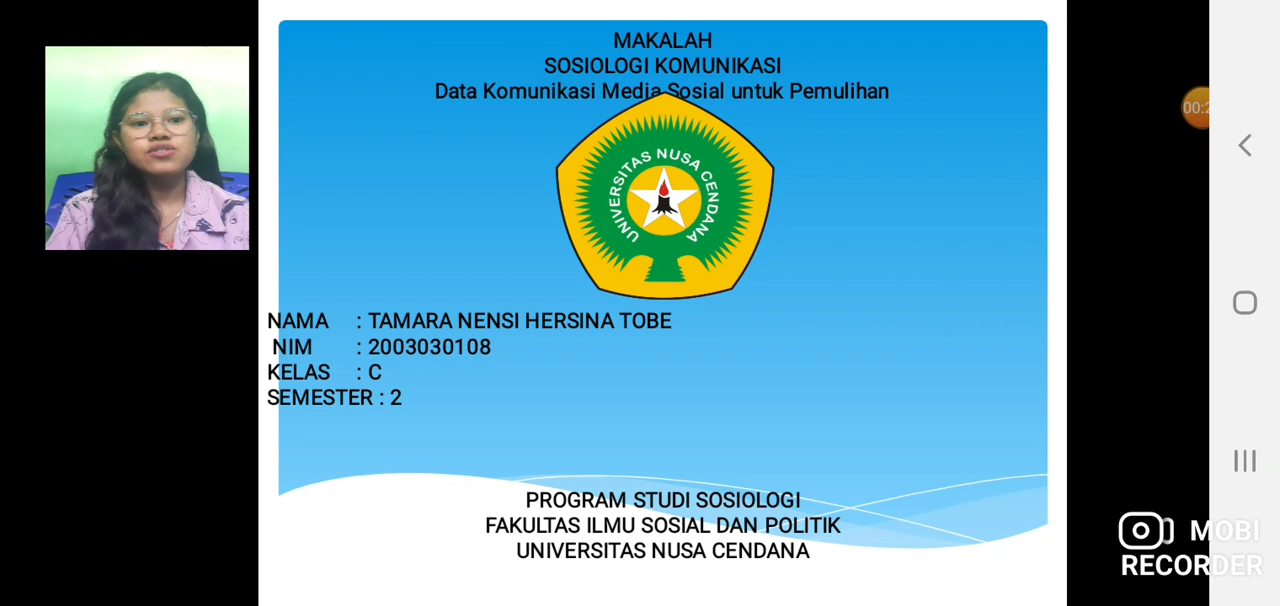 MAKALAH
SOSIOLOGI KOMUNIKASI
Data Komunikasi Media Sosial untuk Pemulihan
UNIVERSITAS NUSA CENDANA
NAMA : TAMARA NENSI HERSINA TOBE
NIM : 2003030108
KELAS : C
SEMESTER : 2
PROGRAM STUDI SOSIOLOGI
FAKULTAS ILMU SOSIAL DAN POLITIK
UNIVERSITAS NUSA CENDANA
MOBI
RECORDER